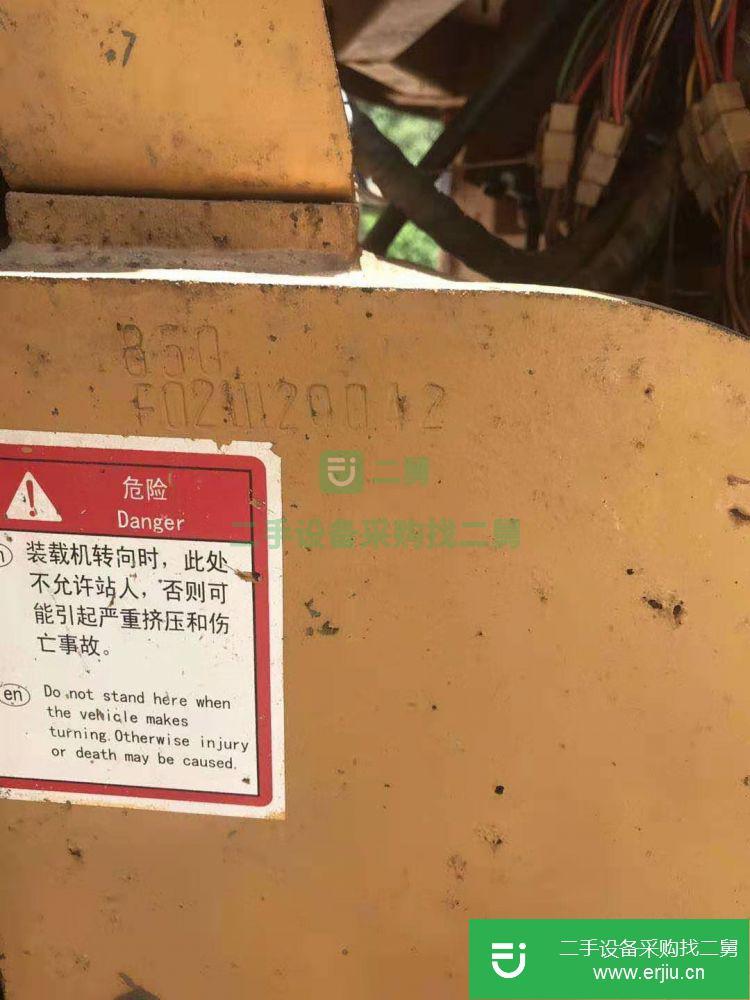 7
850
F0211120042
二舅
二手设备采购找二舅
危险
Danger
装载机转向时，此处
不允许站人，否则可
能引起严重挤压和伤
亡事故。
en
Do not stand here when
the vehicle makes
turning.Otherwise injury
or death may be caused.
二手设备采购找二舅
www.erjiu.cn